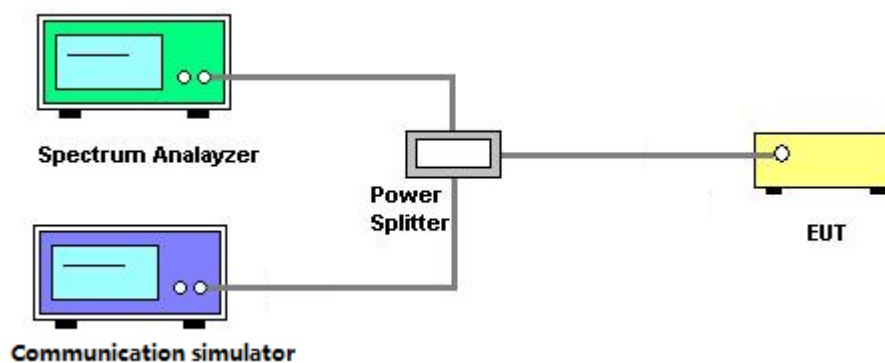 Spectrum Analayzer
Power
Splitter
EUT
Communication simulator